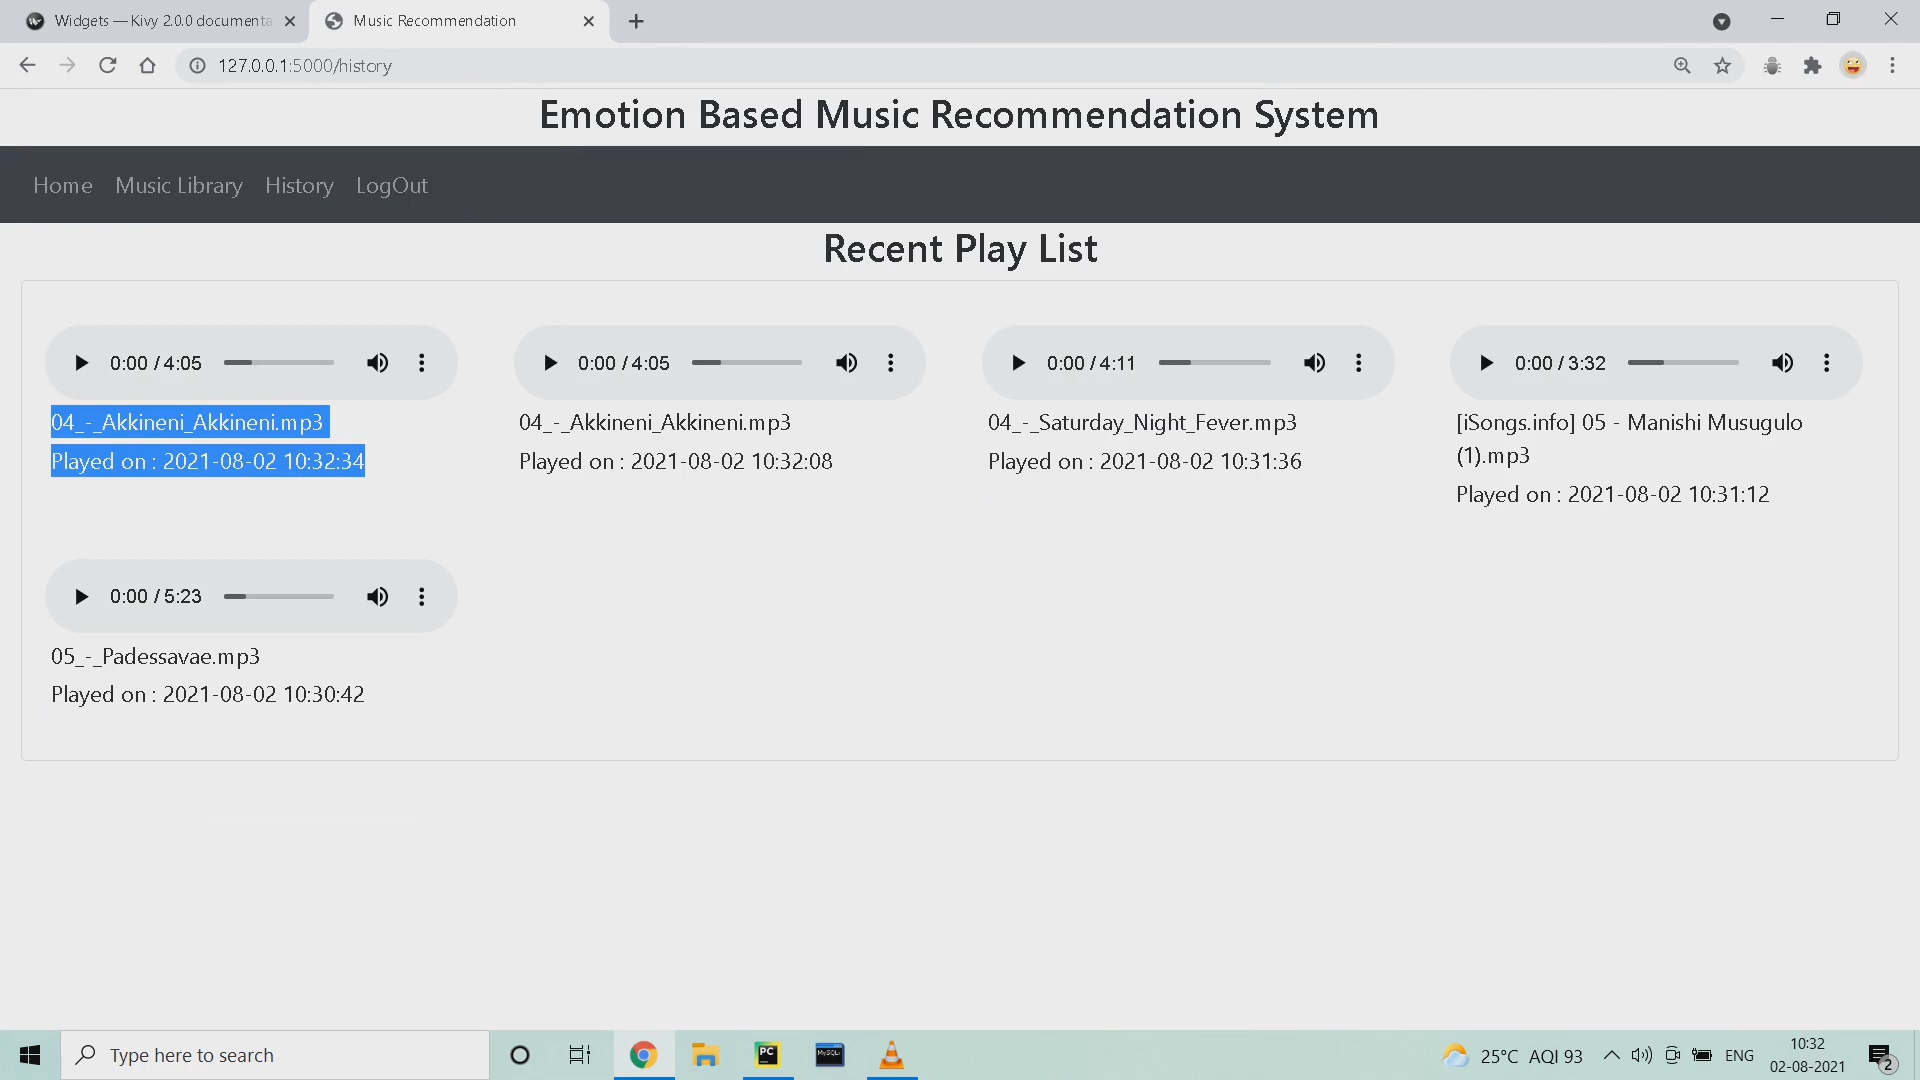 Widgets — Kivy 2.0.0 documenta
Music Recommendation
127.0.0.1:5000/history
Emotion Based Music Recommendation System
Home Music Library History LogOut
Recent Play List
0:00 / 4:05
04_-_Akkineni_Akkineni.mp3
Played on : 2021-08-02 10:32:34
0:00 / 4:05
04_-_Akkineni_Akkineni.mp3
Played on : 2021-08-02 10:32:08
0:00 / 4:11
04_-_Saturday_Night_Fever.mp3
Played on : 2021-08-02 10:31:36
0:00 / 3:32
[iSongs.info] 05 - Manishi Musugulo
(1).mp3
Played on : 2021-08-02 10:31:12
0:00 / 5:23
05_-_Padessavae.mp3
Played on : 2021-08-02 10:30:42
Type here to search
PC
MySQL
25°C AQI 93
ENG
10:32
02-08-2021
2